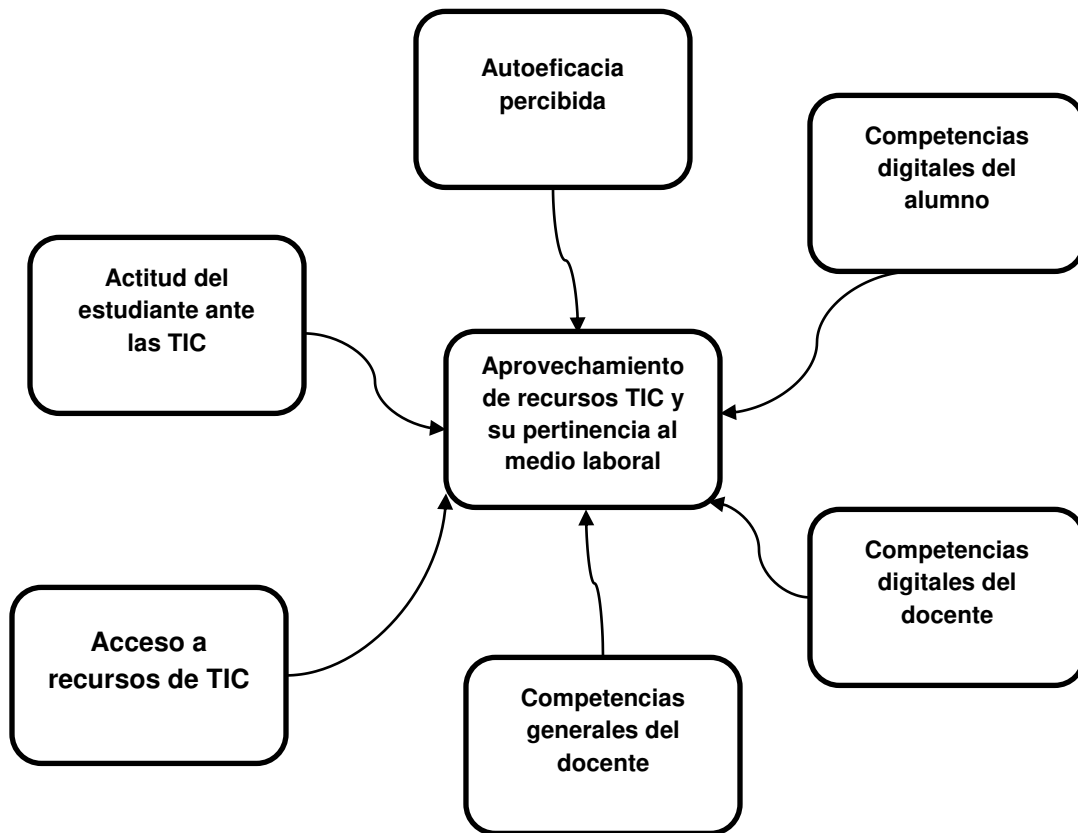 Autoeficacia
percibida
Competencias
digitales del
alumno
Actitud del
estudiante ante
las TIC
Aprovechamiento
de recursos TIC y
su pertinencia al
medio laboral
Competencias
digitales del
docente
Acceso a
recursos de TIC
Competencias
generales del
docente